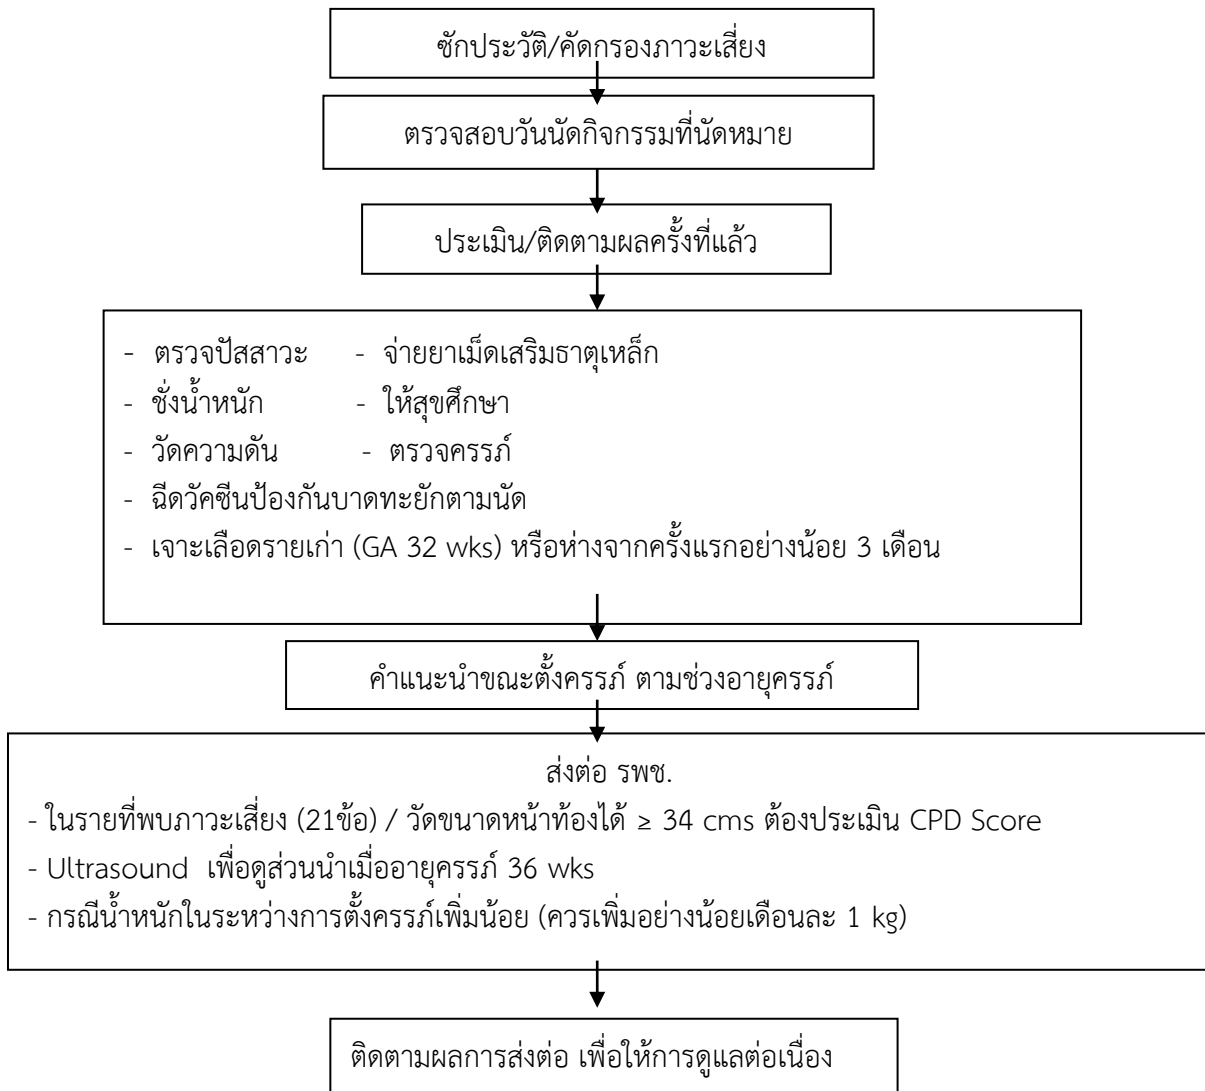 ซักประวัติ/คัดกรองภาวะเสี่ยง
ตรวจสอบวันนัดกิจกรรมที่นัดหมาย
ประเมิน/ติดตามผลครั้งที่แล้ว
- ตรวจปัสสาวะ - จ่ายยาเม็ดเสริมธาตุเหล็ก
- ชั่งน้ำหนัก - ให้สุขศึกษา
- วัดความดัน - ตรวจครรภ์
- ฉีดวัคซีนป้องกันบาดทะยักตามนัด
- เจาะเลือดรายเก่า (GA 32 wks) หรือห่างจากครั้งแรกอย่างน้อย 3 เดือน
คำแนะนำขณะตั้งครรภ์ ตามช่วงอายุครรภ์
ส่งต่อ รพช.
- ในรายที่พบภาวะเสี่ยง (21ข้อ) / วัดขนาดหน้าท้องได้ ≥ 34 cms ต้องประเมิน CPD Score
- Ultrasound เพื่อดูส่วนนำเมื่ออายุครรภ์ 36 wks
- กรณีน้ำหนักในระหว่างการตั้งครรภ์เพิ่มน้อย (ควรเพิ่มอย่างน้อยเดือนละ 1 kg)
ติดตามผลการส่งต่อ เพื่อให้การดูแลต่อเนื่อง